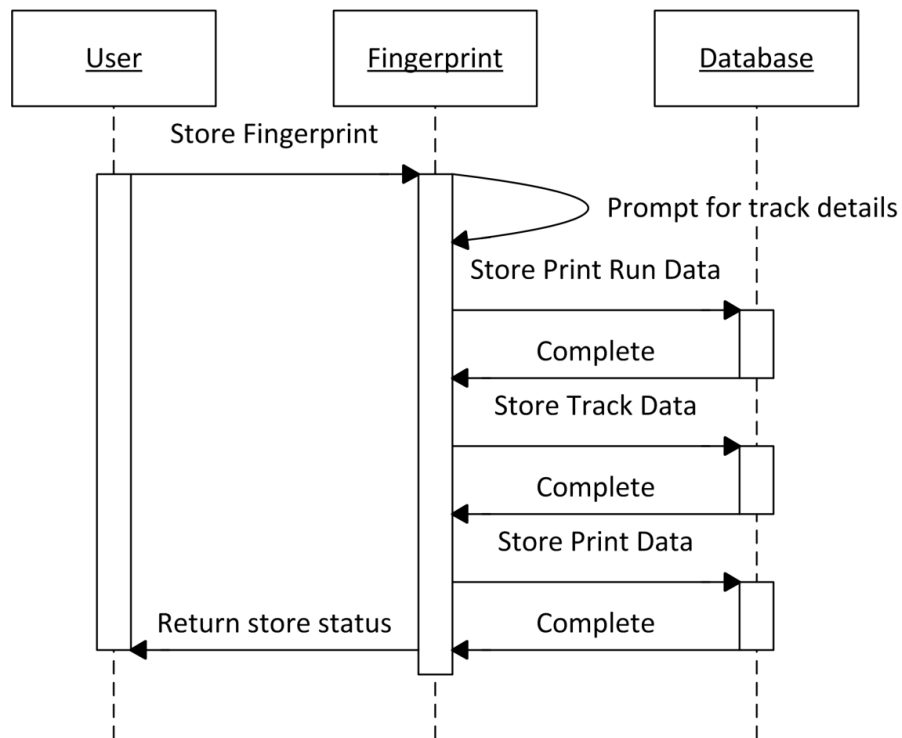 User
Fingerprint
Database
Store Fingerprint
Prompt for track details
Store Print Run Data
Complete
Store Track Data
Complete
Store Print Data
Return store status
Complete